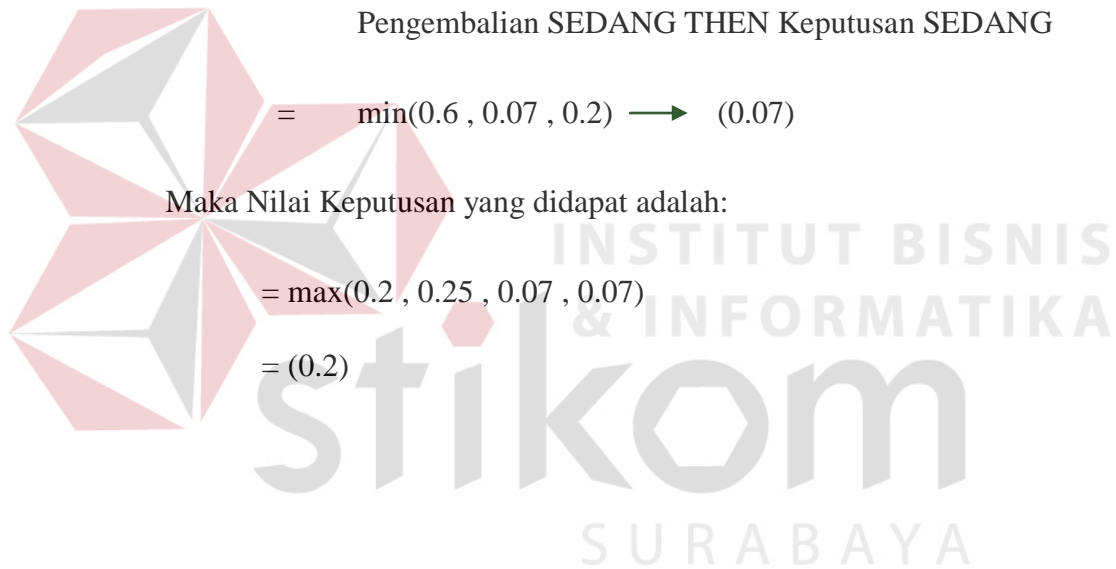 Pengembalian SEDANG THEN Keputusan SEDANG
= min(0.6 , 0.07 , 0.2) → (0.07)
Maka Nilai Keputusan yang didapat adalah:
INSTITUT BISNIS
= max(0.2 , 0.25 , 0.07 , 0.07)
& INFORMATIKA
= (0.2)
stikom
SURABAYA